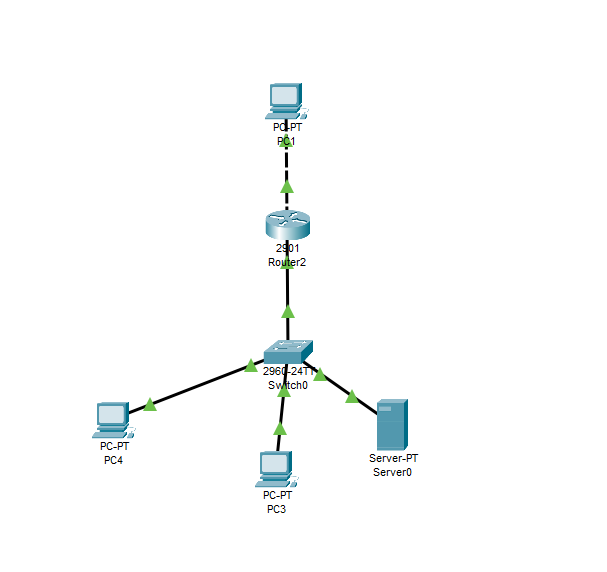 PC-PT
PC1
2901
Router2
2960-24TT
Switch0
PC-PT
PC4
Server-PT
Server0
PC-PT
PC3